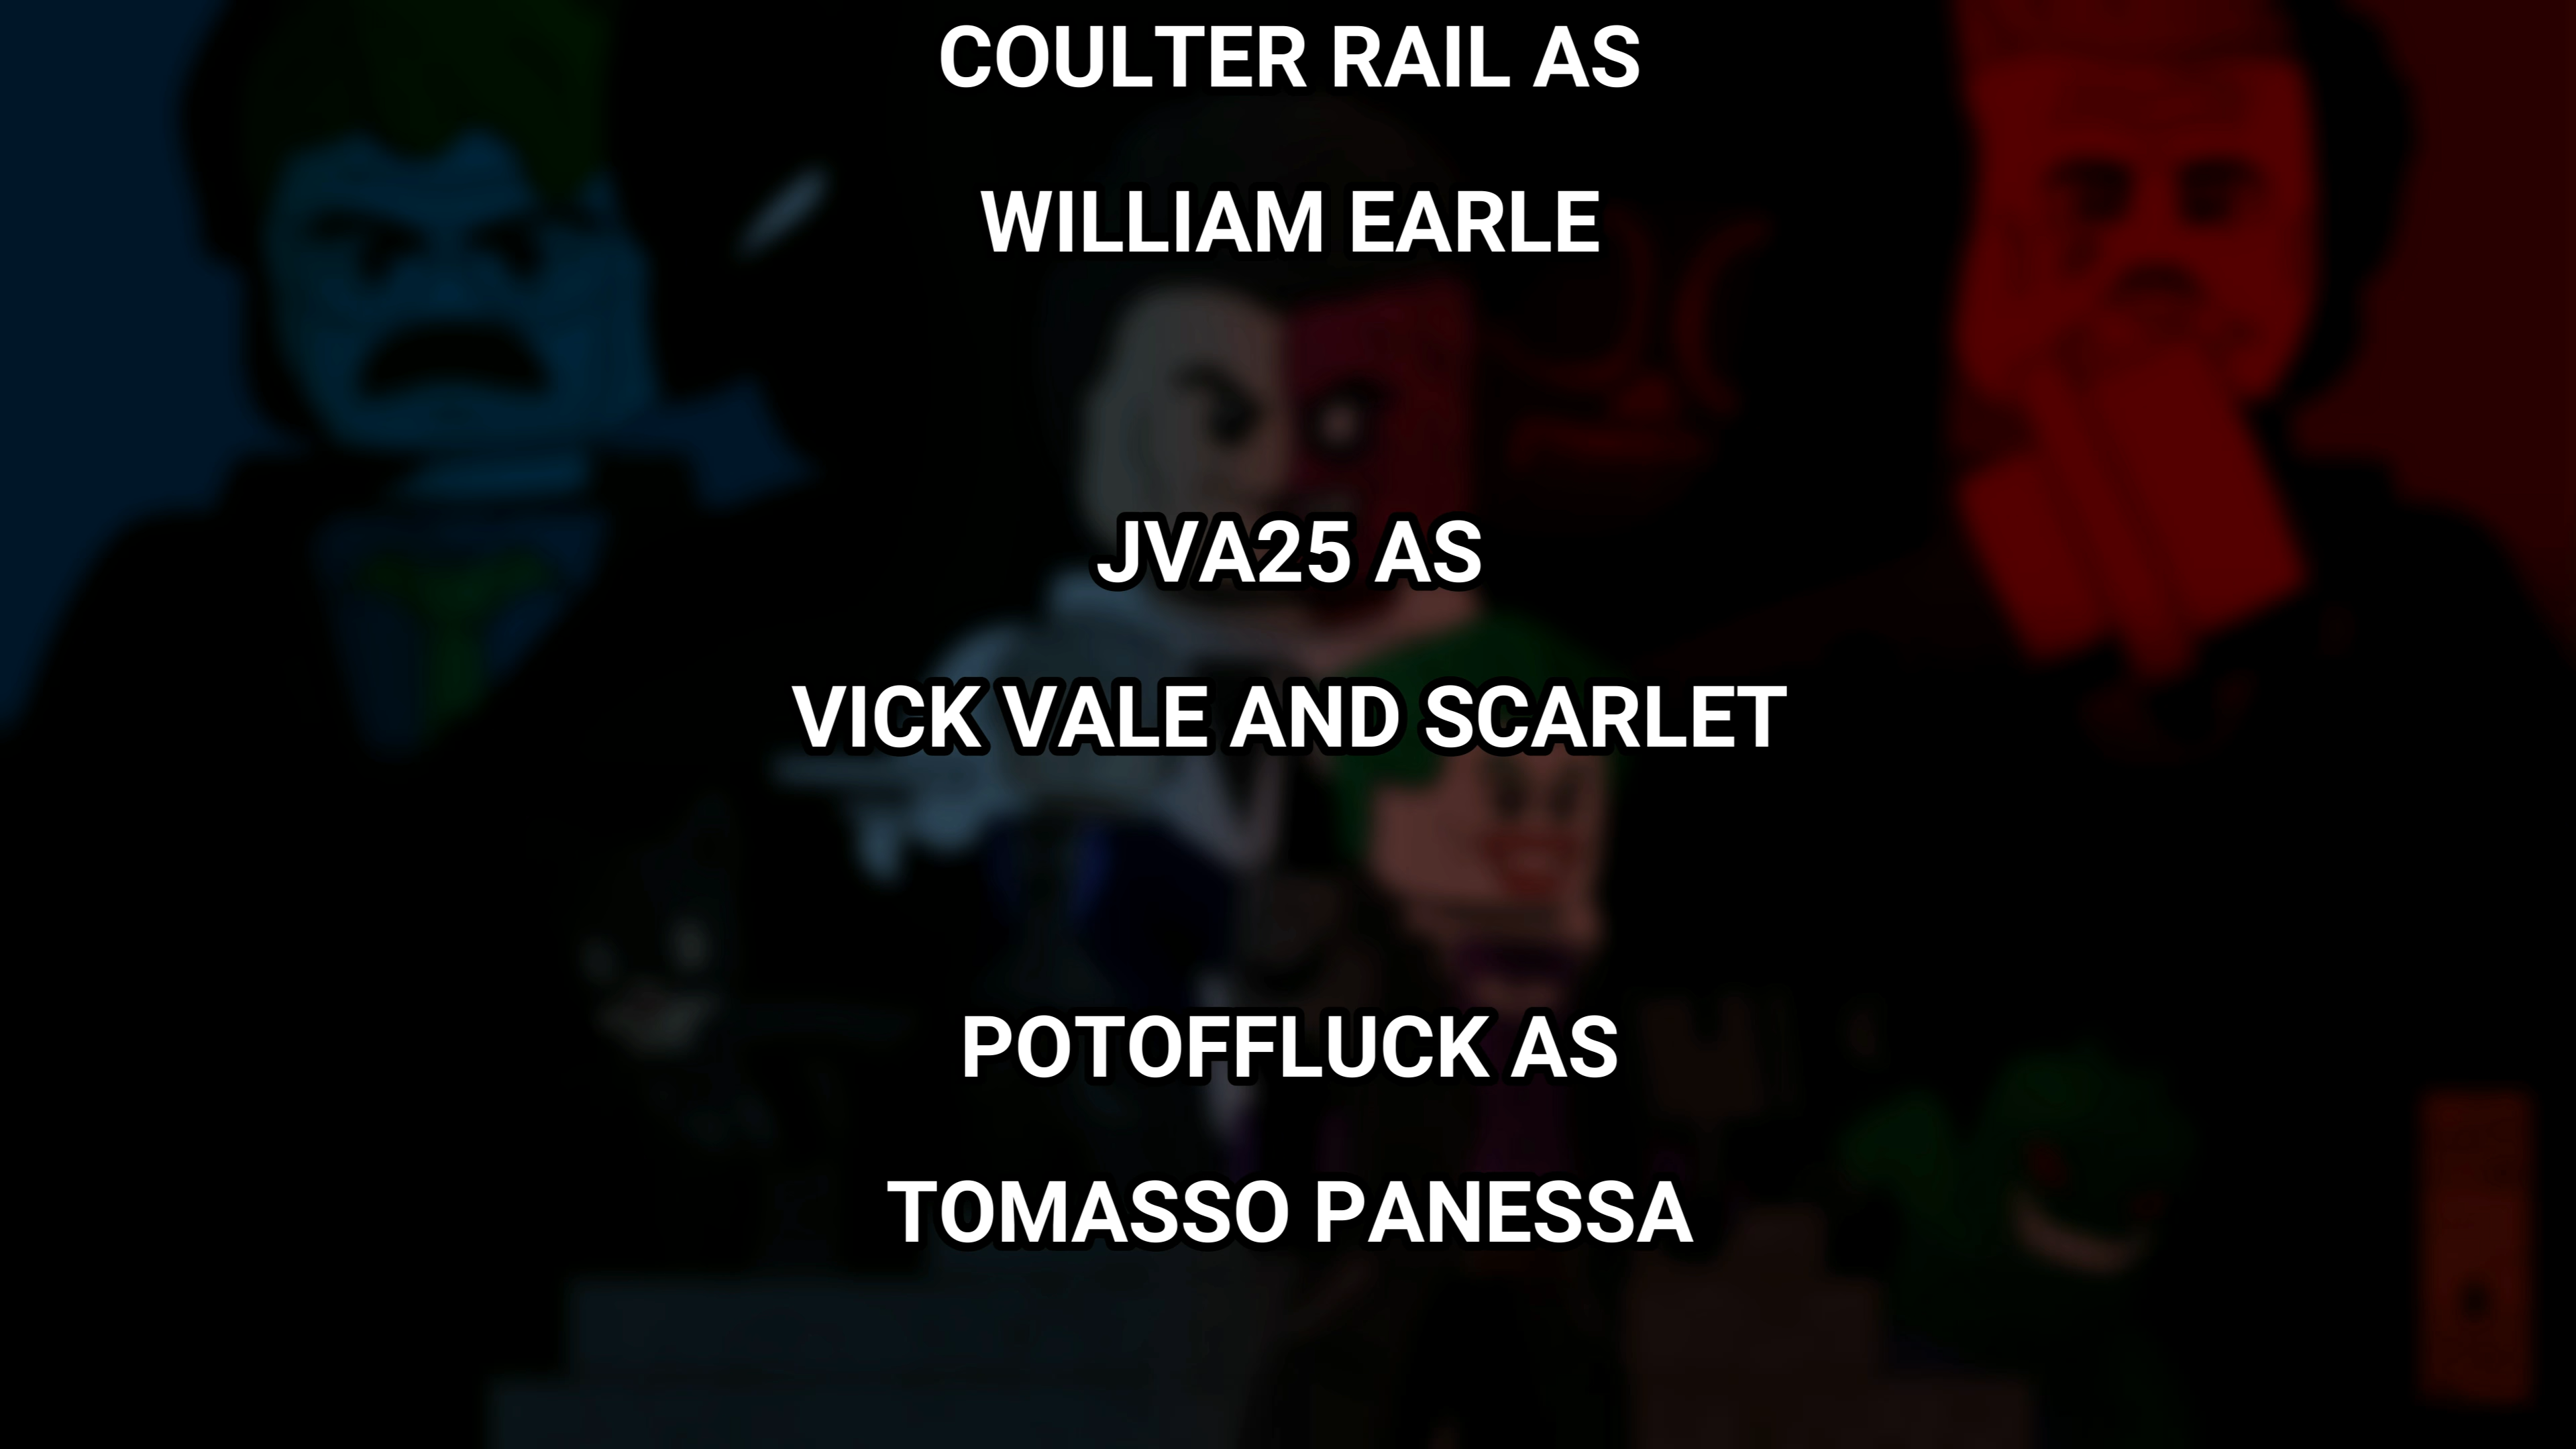 COULTER RAIL AS
WILLIAM EARLE
JVA25 AS
VICK VALE AND SCARLET
POTOFFLUCK AS
TOMASSO PANESSA